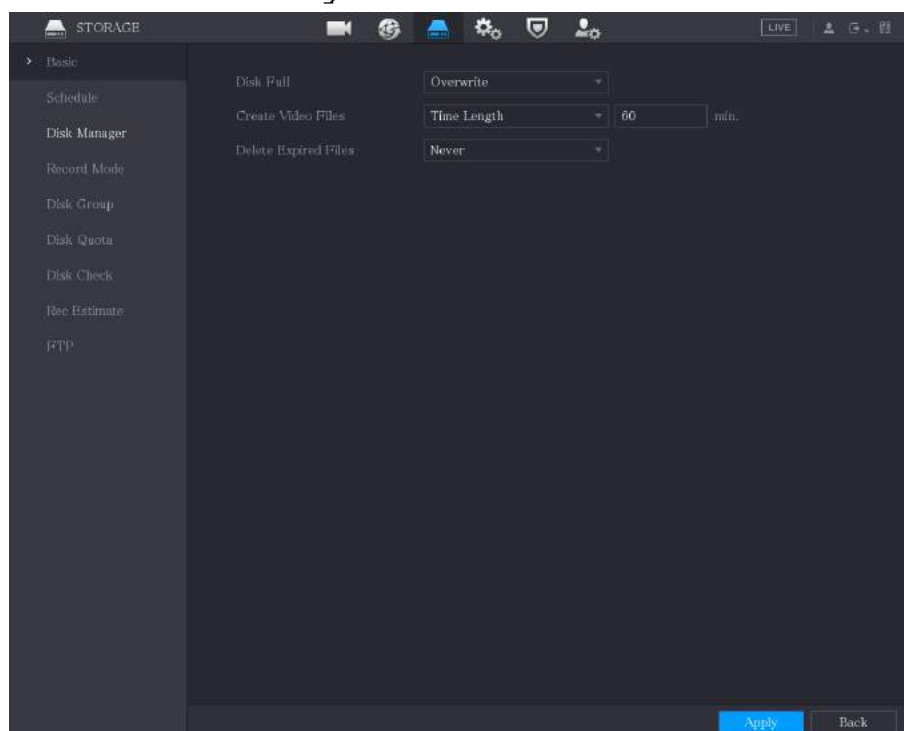 STORAGE
LIVE
Basic
Schedule
Disk Manager
Record Mode
Disk Group
Disk Quota
Disk Check
Rec Estimate
FTP
Disk Full Overwrite
Create Video Files Time Length 60 min.
Delete Expired Files Never
Apply Back